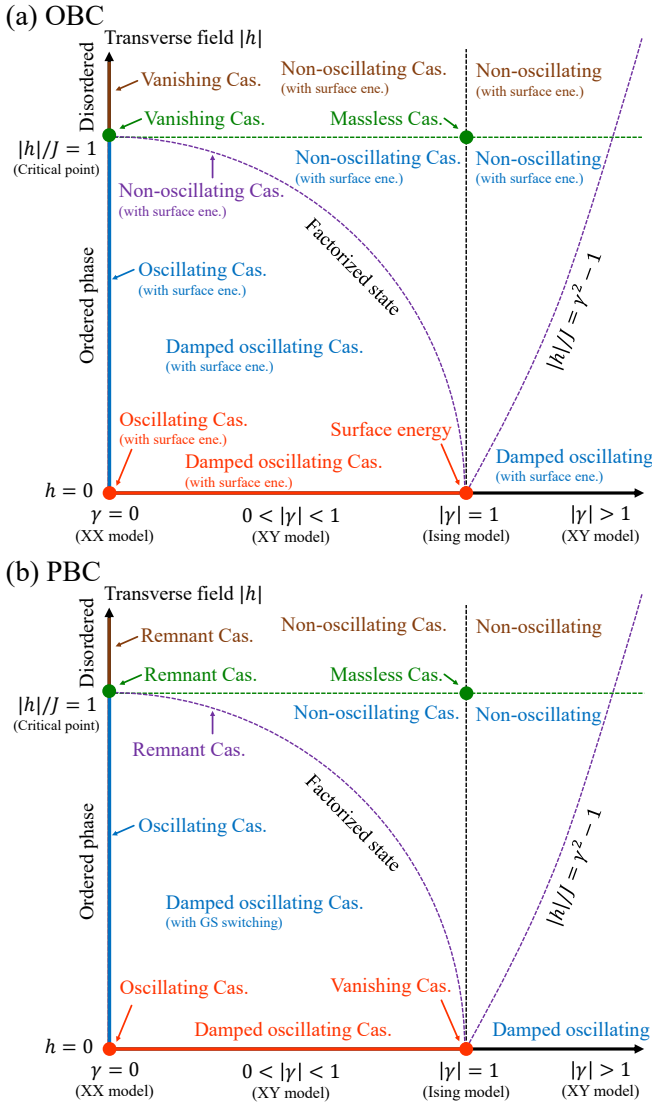 (a) OBC
Transverse field |h|
Disordered
Vanishing Cas.
Non-oscillating Cas.
(with surface ene.)
Non-oscillating
(with surface ene.)
Vanishing Cas.
Massless Cas.
|h|/J = 1
(Critical point)
Non-oscillating Cas.
(with surface ene.)
Non-oscillating Cas.
(with surface ene.)
Non-oscillating
(with surface ene.)
Factorized state
Ordered phase
Oscillating Cas.
(with surface ene.)
|h|/J = γ² − 1
Damped oscillating Cas.
(with surface ene.)
Oscillating Cas.
(with surface ene.)
Surface energy
Damped oscillating Cas.
(with surface ene.)
Damped oscillating
(with surface ene.)
h = 0
γ = 0
(XX model)
0 < |γ| < 1
(XY model)
|γ| = 1
(Ising model)
|γ| > 1
(XY model)
(b) PBC
Transverse field |h|
Disordered
Remnant Cas.
Non-oscillating Cas.
Non-oscillating
Remnant Cas.
Massless Cas.
|h|/J = 1
(Critical point)
Non-oscillating Cas.
Non-oscillating
Remnant Cas.
Factorized state
Ordered phase
Oscillating Cas.
|h|/J = γ² − 1
Damped oscillating Cas.
(with GS switching)
Oscillating Cas.
Vanishing Cas.
Damped oscillating Cas.
Damped oscillating
h = 0
γ = 0
(XX model)
0 < |γ| < 1
(XY model)
|γ| = 1
(Ising model)
|γ| > 1
(XY model)